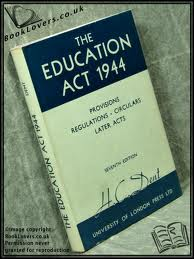 BookLovers.co.uk
THE
EDUCATION
ACT 1944
PROVISIONS
REGULATIONS · CIRCULARS
LATER ACTS
SEVENTH EDITION
H. C. Dent
UNIVERSITY OF LONDON PRESS LTD
THE EDUCATION ACT 1944
DENT
Image copyright
BookLovers.co.uk
Permission never
granted for
reproduction